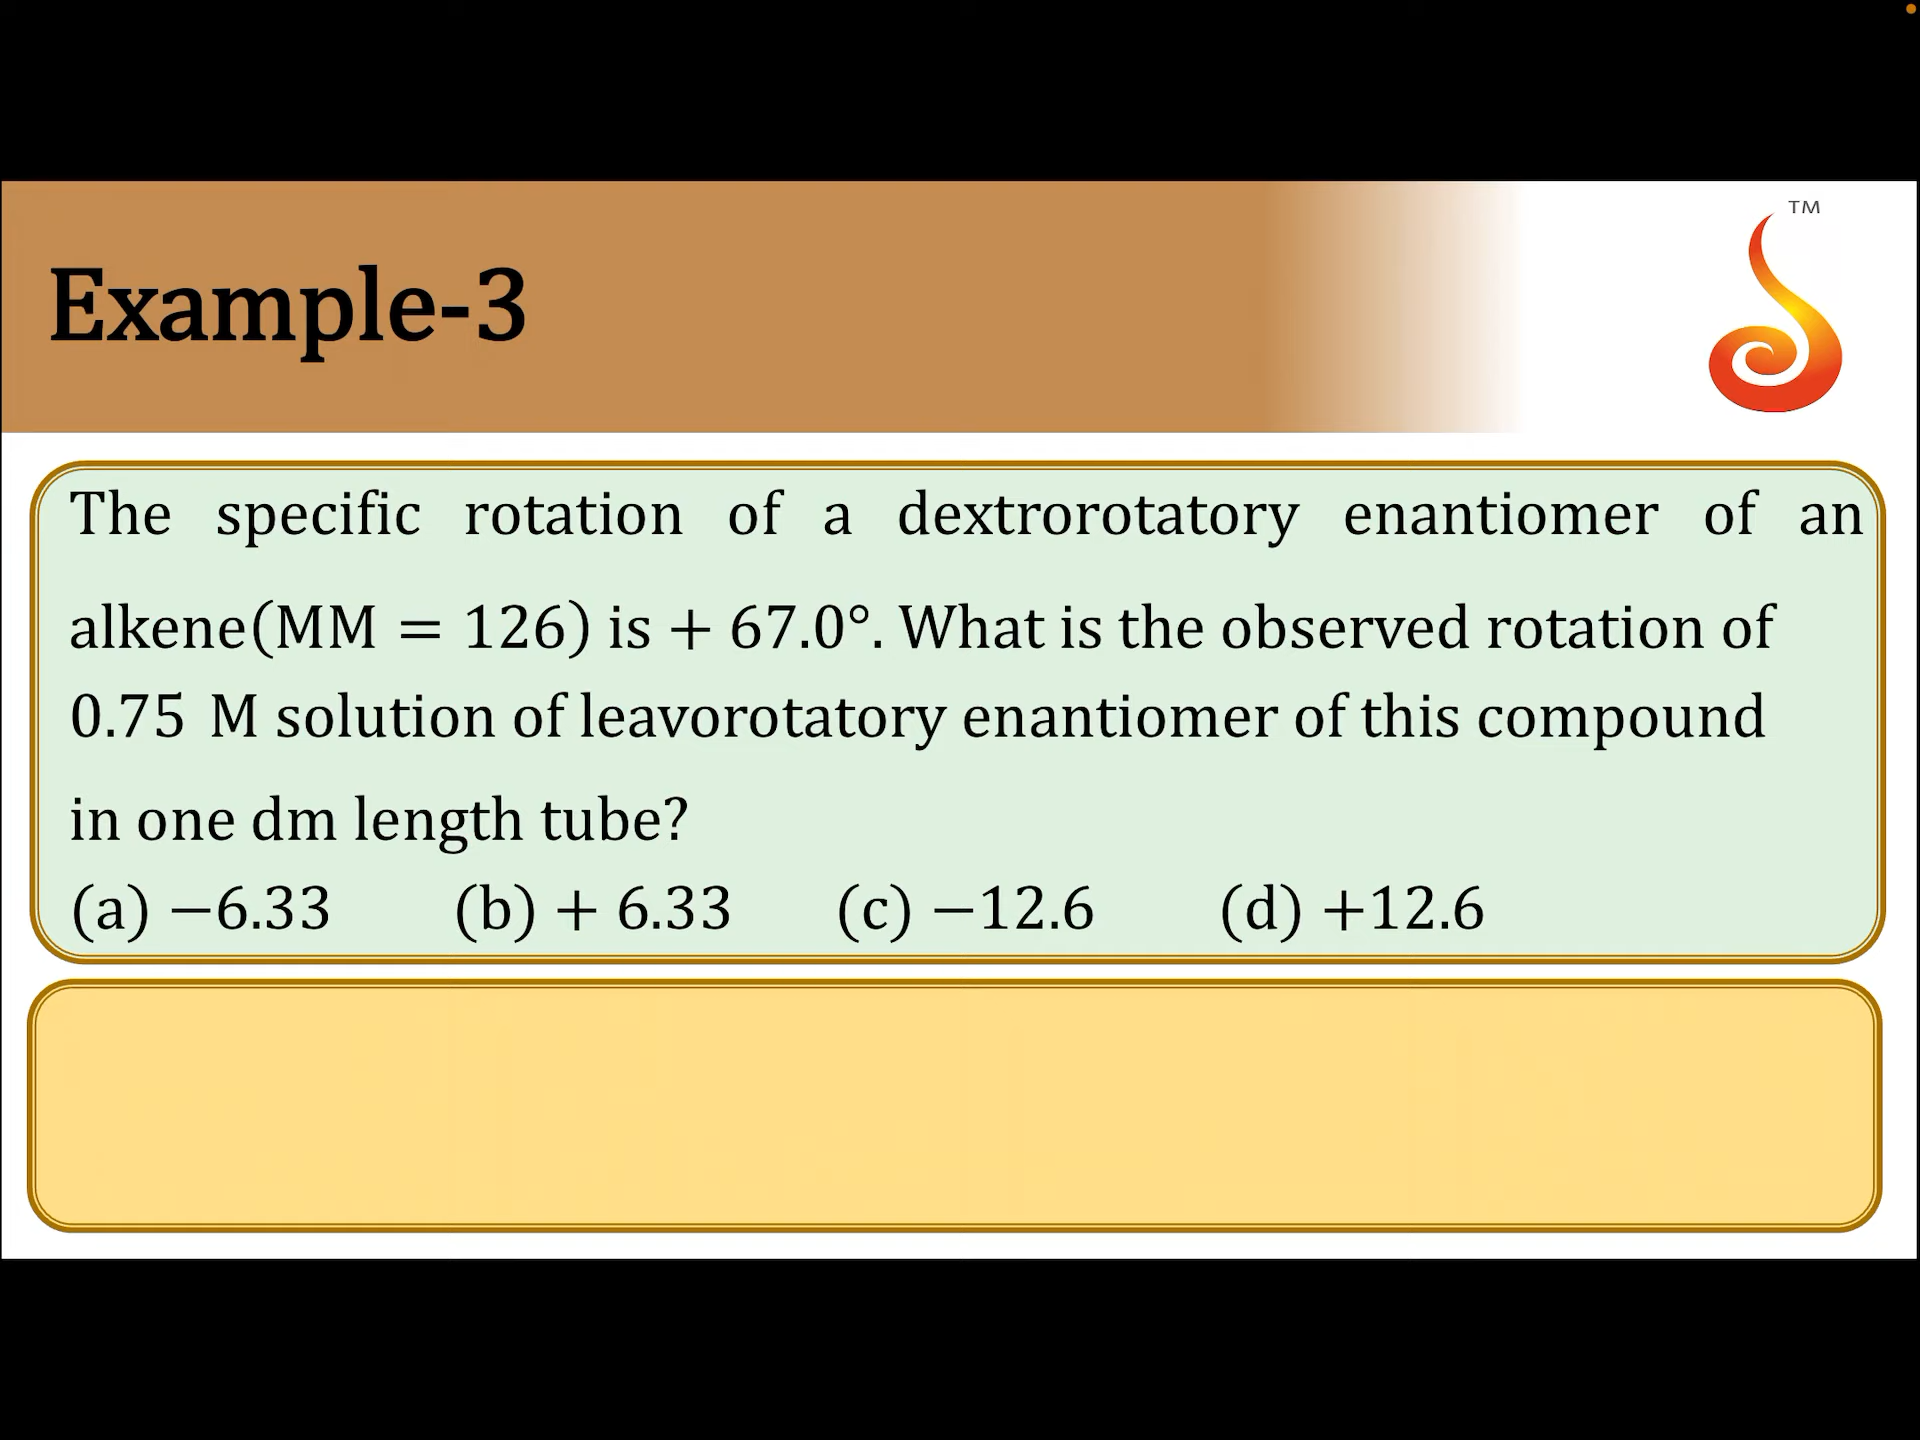 TM
Example-3
The specific rotation of a dextrorotatory enantiomer of an
alkene(MM = 126) is + 67.0°. What is the observed rotation of
0.75 M solution of leavorotatory enantiomer of this compound
in one dm length tube?
(a) −6.33 (b) + 6.33 (c) −12.6 (d) +12.6